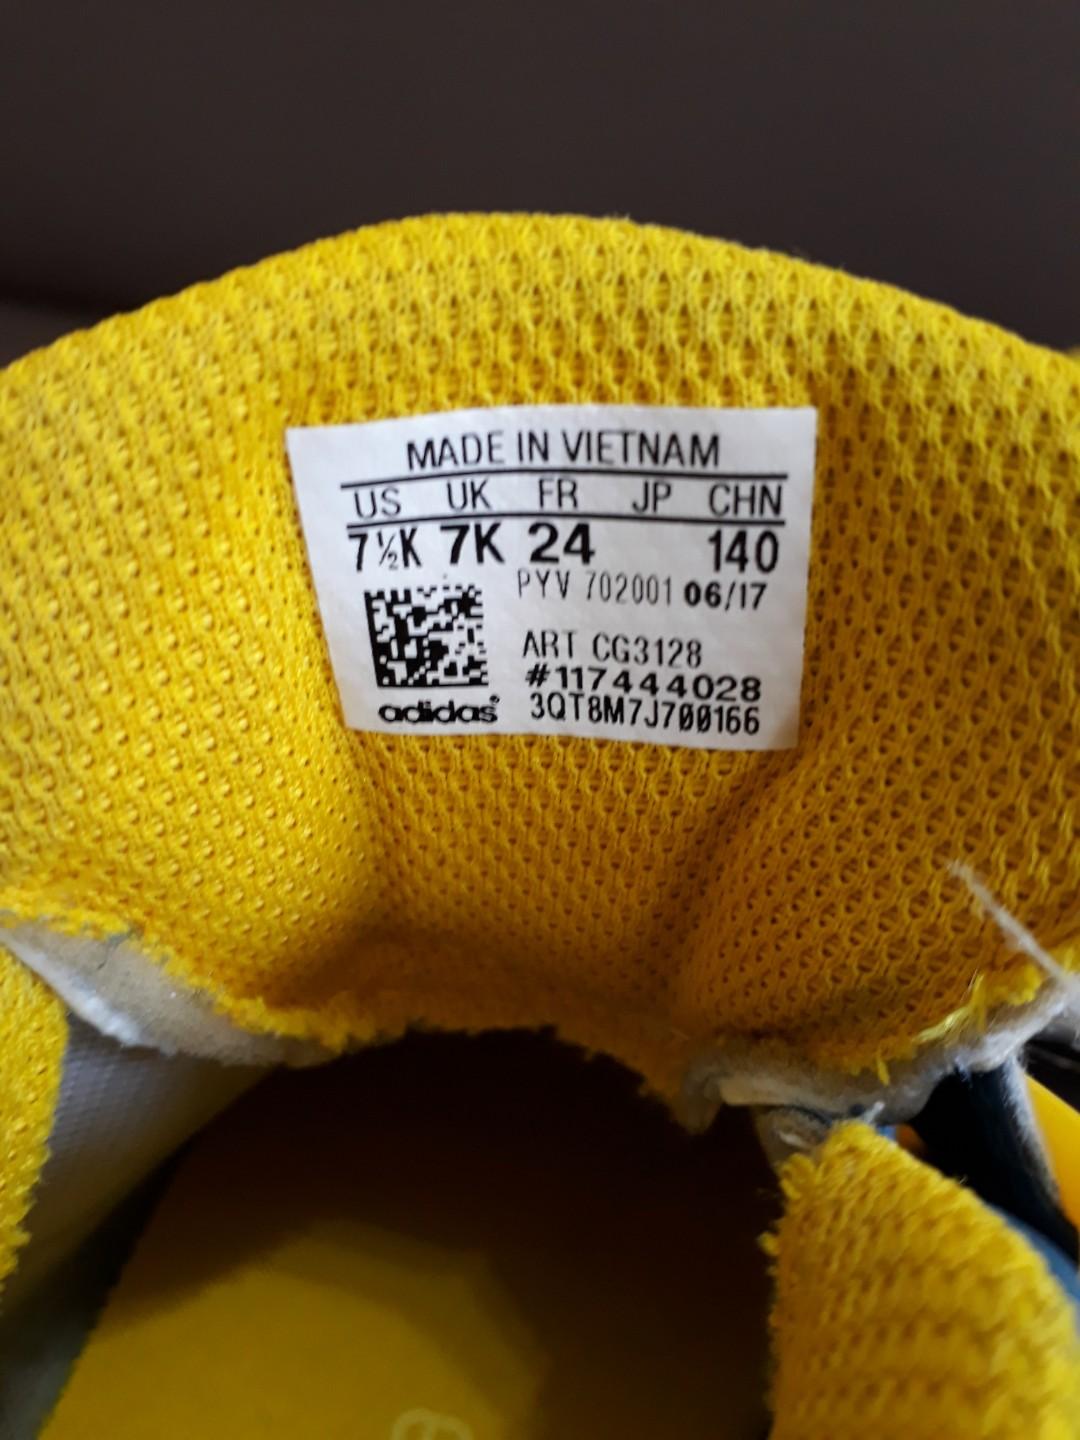 MADE IN VIETNAM
US UK FR JP CHN
7½K 7K 24 140
PYV 702001 06/17
ART CG3128
#117444028
adidas 3QT8M7J700166